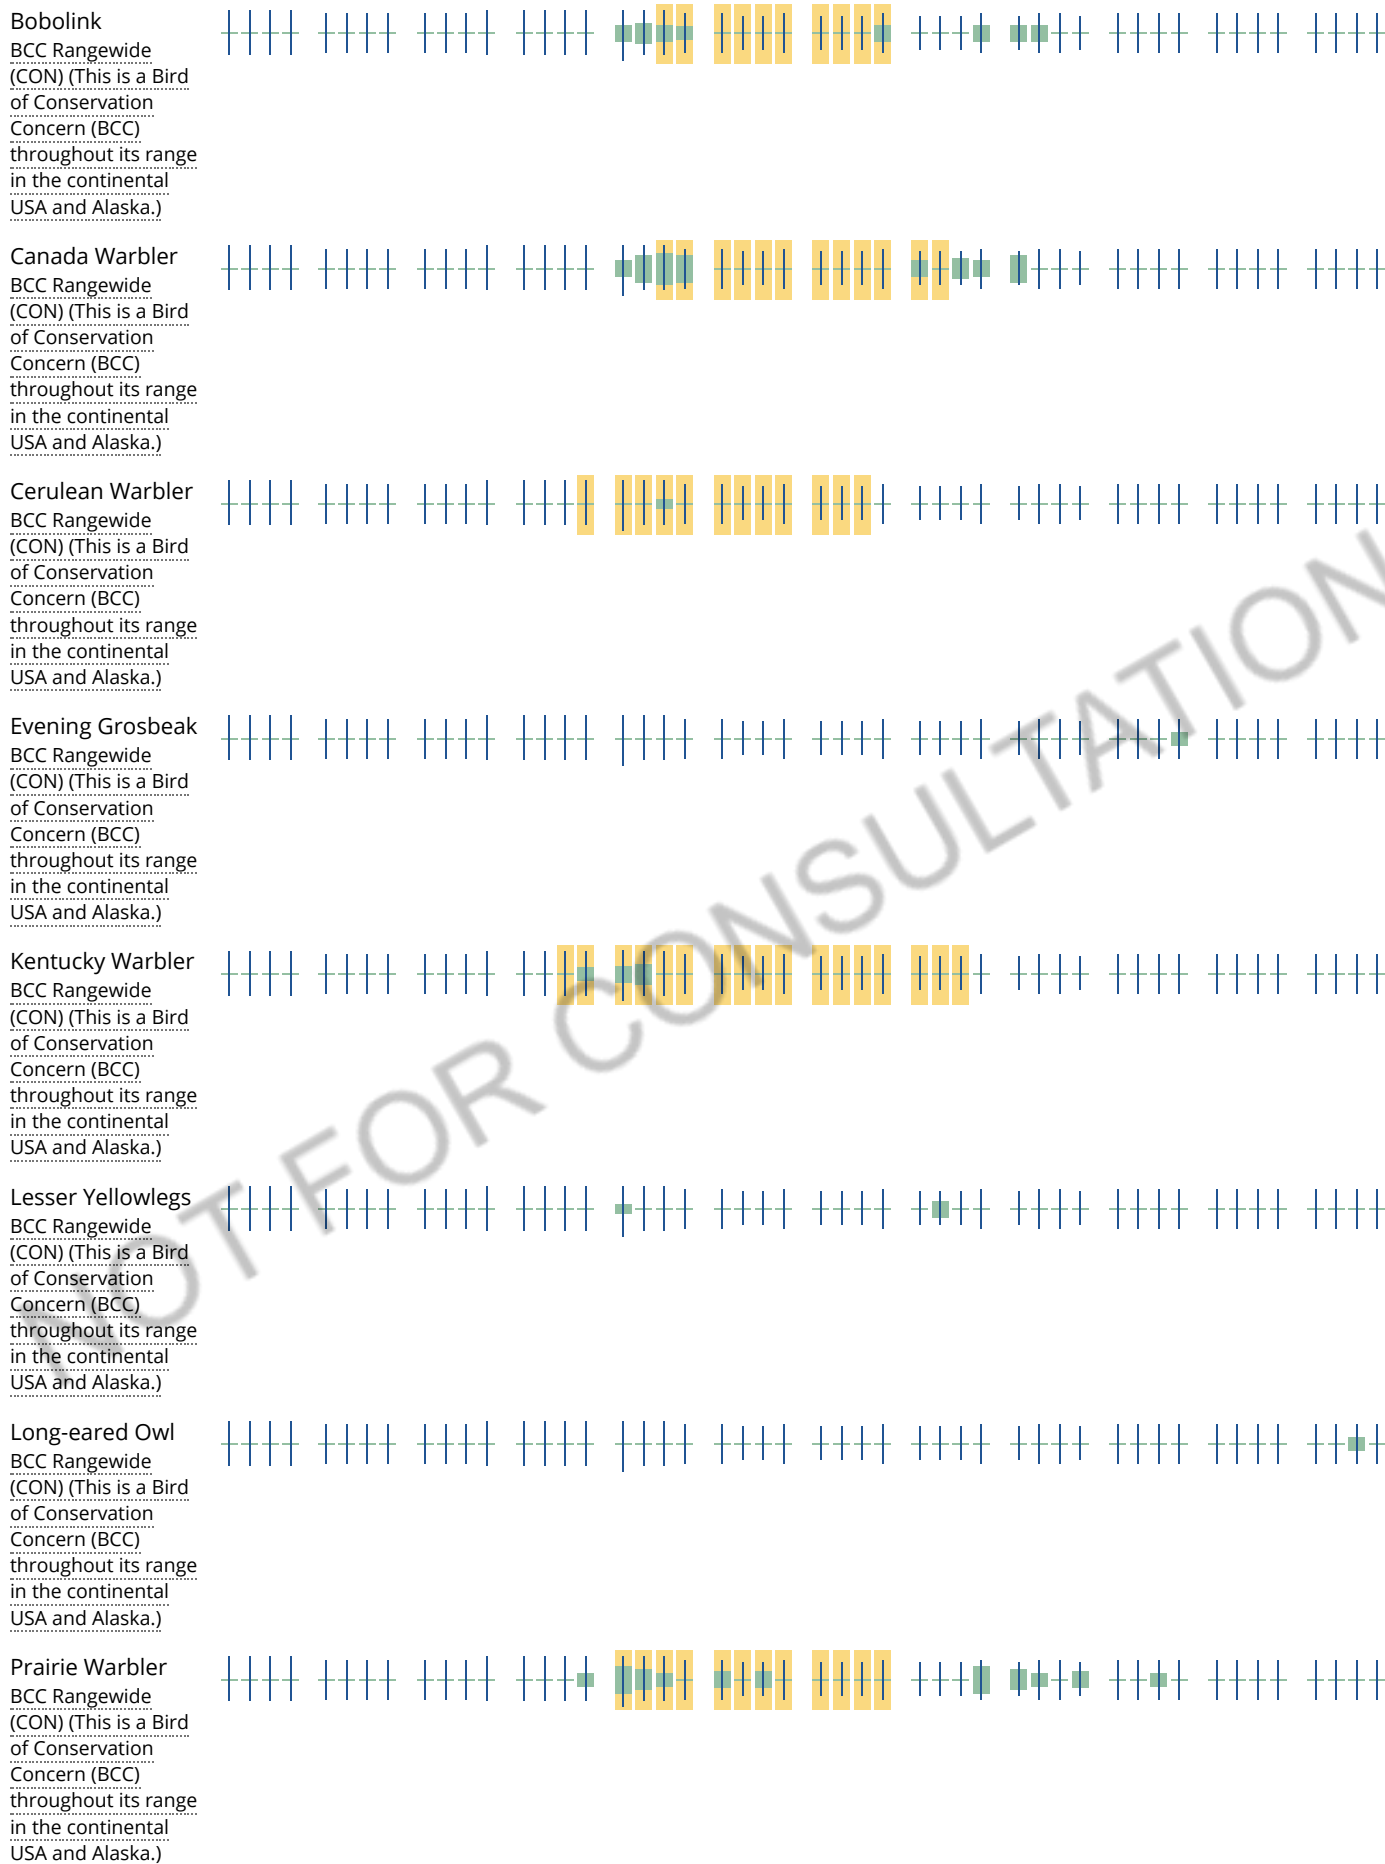 Bobolink
BCC Rangewide
(CON) (This is a Bird
of Conservation
Concern (BCC)
throughout its range
in the continental
USA and Alaska.)
Canada Warbler
BCC Rangewide
(CON) (This is a Bird
of Conservation
Concern (BCC)
throughout its range
in the continental
USA and Alaska.)
Cerulean Warbler
BCC Rangewide
(CON) (This is a Bird
of Conservation
Concern (BCC)
throughout its range
in the continental
USA and Alaska.)
Evening Grosbeak
BCC Rangewide
(CON) (This is a Bird
of Conservation
Concern (BCC)
throughout its range
in the continental
USA and Alaska.)
Kentucky Warbler
BCC Rangewide
(CON) (This is a Bird
of Conservation
Concern (BCC)
throughout its range
in the continental
USA and Alaska.)
Lesser Yellowlegs
BCC Rangewide
(CON) (This is a Bird
of Conservation
Concern (BCC)
throughout its range
in the continental
USA and Alaska.)
Long-eared Owl
BCC Rangewide
(CON) (This is a Bird
of Conservation
Concern (BCC)
throughout its range
in the continental
USA and Alaska.)
Prairie Warbler
BCC Rangewide
(CON) (This is a Bird
of Conservation
Concern (BCC)
throughout its range
in the continental
USA and Alaska.)
NOT FOR CONSULTATION